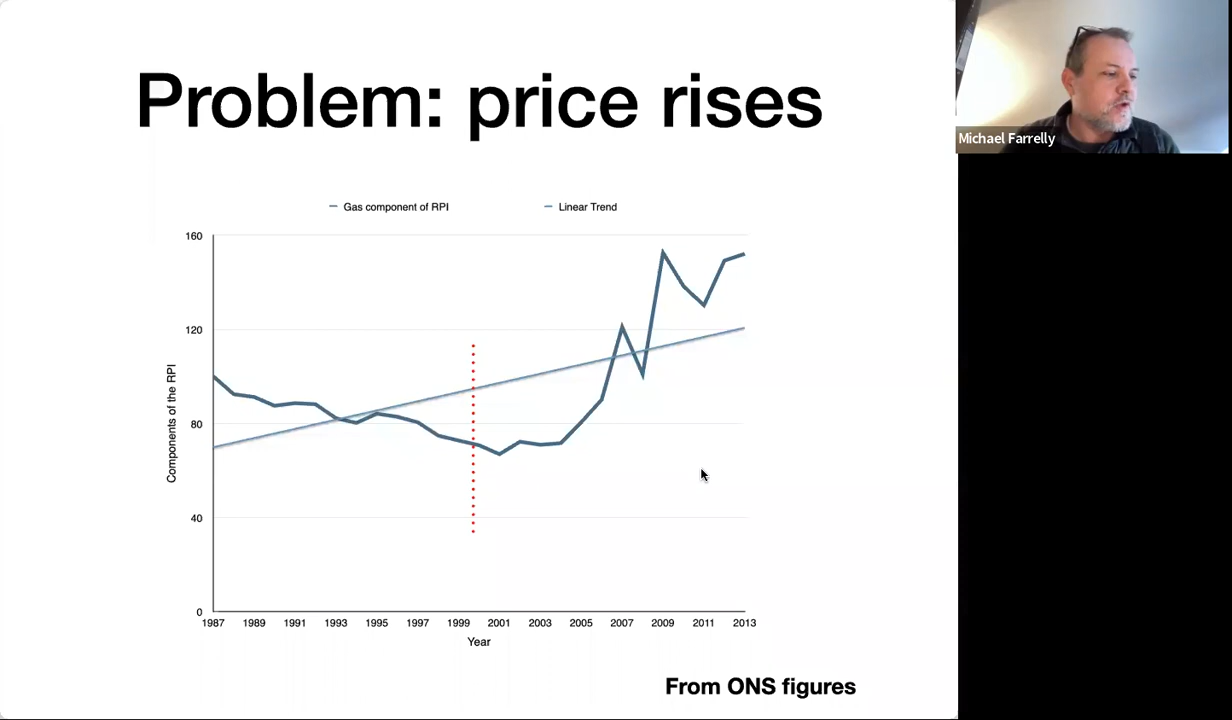 Problem: price rises
Michael Farrelly
Gas component of RPI
Linear Trend
160
120
80
40
0
Components of the RPI
1987 1989 1991 1993 1995 1997 1999 2001 2003 2005 2007 2009 2011 2013
Year
From ONS figures